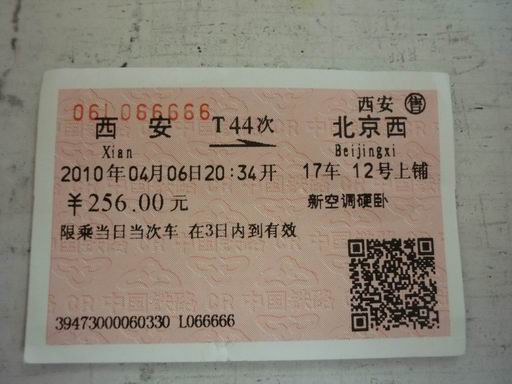 06L066666 西安 售
西安 T44次 北京西
Xian Beijingxi
2010年04月06日20:34开 17车 12号上铺
￥256.00元 新空调硬卧
限乘当日当次车 在3日内到有效
39473000060330 L066666